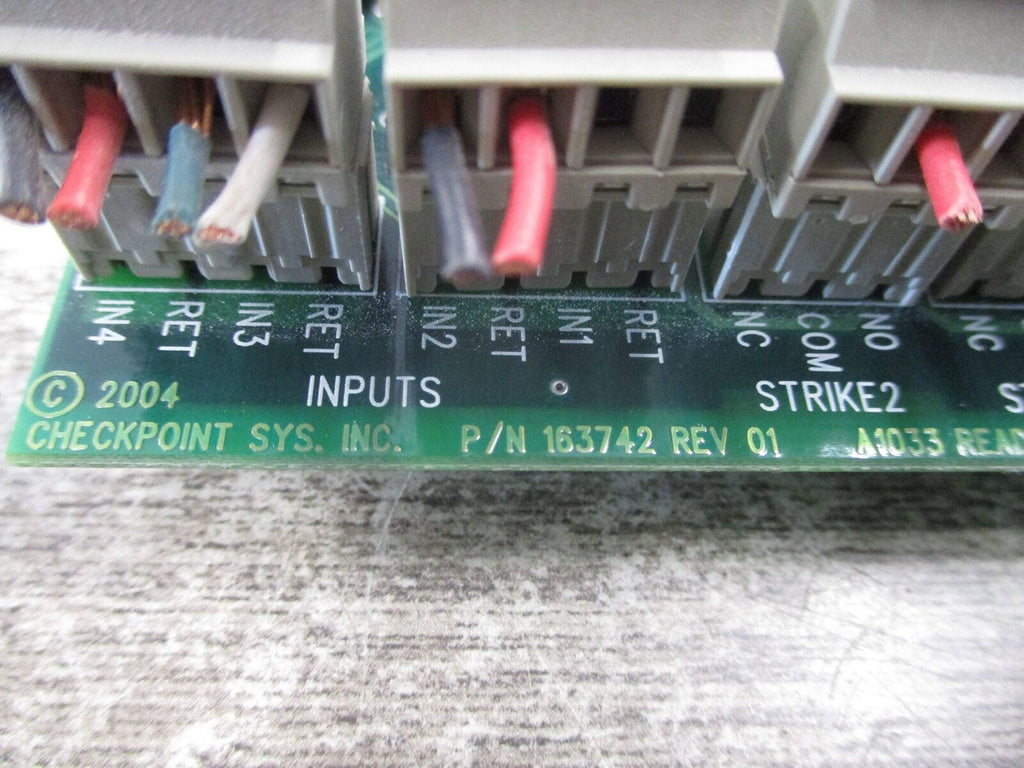 IN4 RET IN3 RET IN2 RET IN1 RET NC COM NO NC
© 2004 INPUTS STRIKE2
CHECKPOINT SYS. INC. P/N 163742 REV 01 A1033